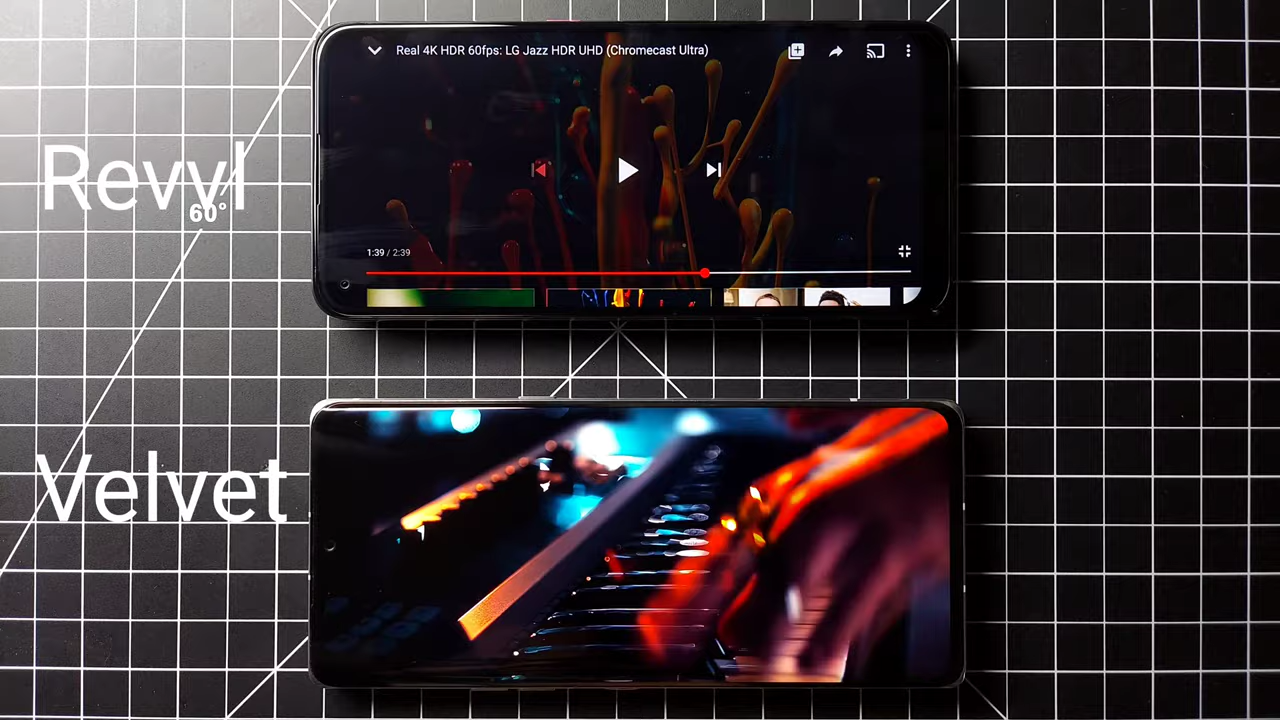 Real 4K HDR 60fps: LG Jazz HDR UHD (Chromecast Ultra)
Revvl
60°
1:39 / 2:39
Velvet